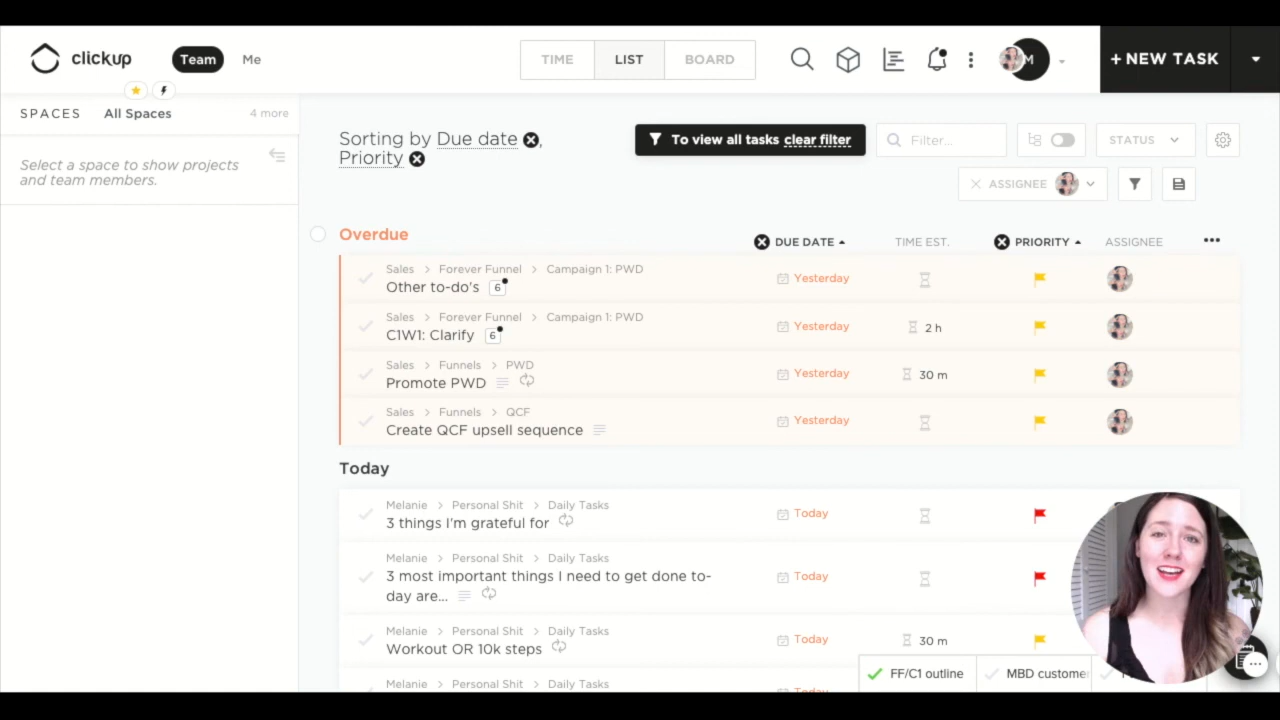 clickup
Team
Me
TIME
LIST
BOARD
M
+ NEW TASK
SPACES
All Spaces
4 more
Select a space to show projects
and team members.
Sorting by Due date ,
Priority
To view all tasks clear filter
Filter...
STATUS
ASSIGNEE
Overdue
DUE DATE
TIME EST.
PRIORITY
ASSIGNEE
Sales > Forever Funnel > Campaign 1: PWD
Other to-do's 6
Yesterday
Sales > Forever Funnel > Campaign 1: PWD
C1W1: Clarify 6
Yesterday
2 h
Sales > Funnels > PWD
Promote PWD
Yesterday
30 m
Sales > Funnels > QCF
Create QCF upsell sequence
Yesterday
Today
Melanie > Personal Shit > Daily Tasks
3 things I'm grateful for
Today
Melanie > Personal Shit > Daily Tasks
3 most important things I need to get done to-
day are...
Today
Melanie > Personal Shit > Daily Tasks
Workout OR 10k steps
Today
30 m
Melanie > Personal Shit > Daily Tasks
Today
FF/C1 outline
MBD custome